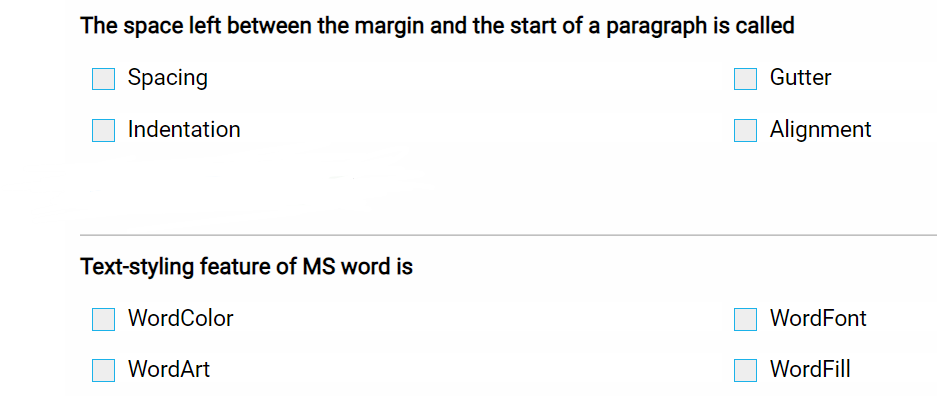 The space left between the margin and the start of a paragraph is called
Spacing Gutter
Indentation Alignment
Text-styling feature of MS word is
WordColor WordFont
WordArt WordFill